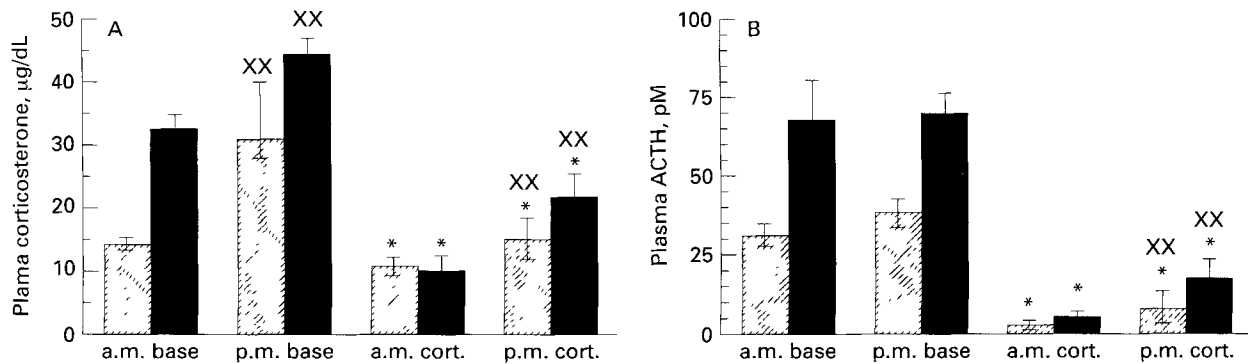 A
Plama corticosterone, µg/dL
50
40
30
20
10
0
XX
XX
*
*
XX
*
XX
*
a.m. base
p.m. base
a.m. cort.
p.m. cort.
B
Plasma ACTH, pM
100
75
50
25
0
*
*
XX
*
XX
*
a.m. base
p.m. base
a.m. cort.
p.m. cort.